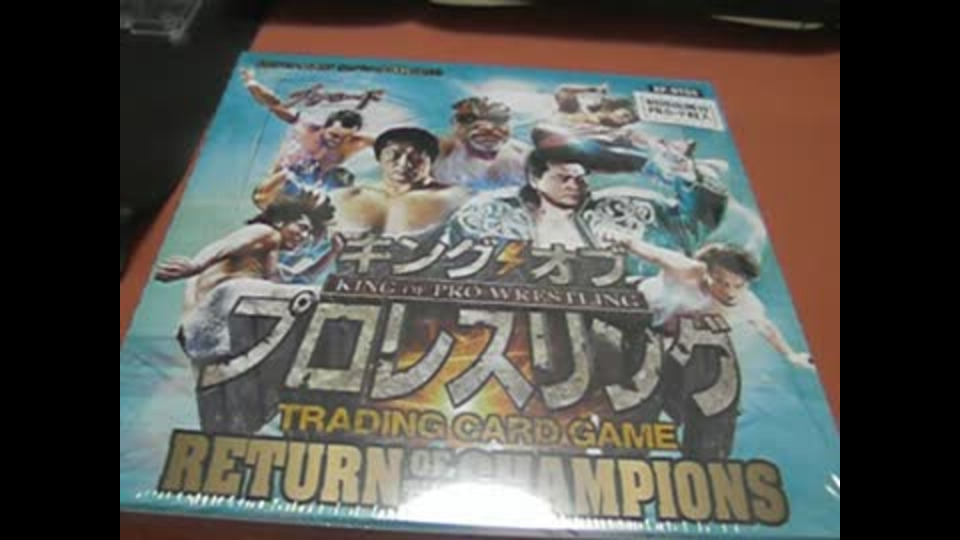 キング オブ
KING OF PRO-WRESTLING
プロレスリング
TRADING CARD GAME
RETURN OF THE CHAMPIONS